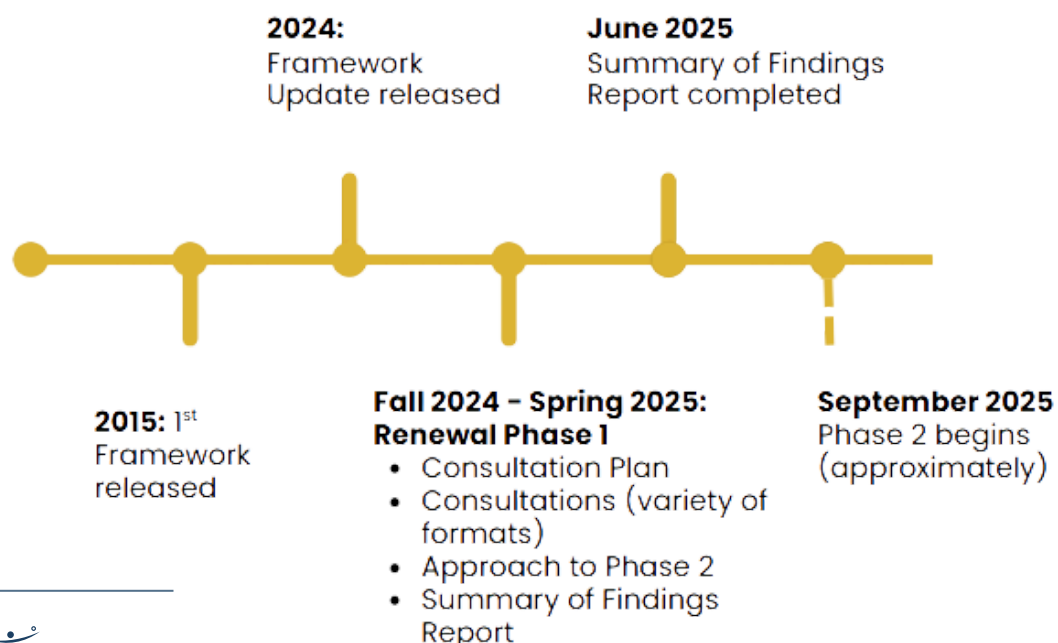 2024:
Framework
Update released
June 2025
Summary of Findings
Report completed
2015: 1st
Framework
released
Fall 2024 – Spring 2025:
Renewal Phase 1
• Consultation Plan
• Consultations (variety of
formats)
• Approach to Phase 2
• Summary of Findings
Report
September 2025
Phase 2 begins
(approximately)